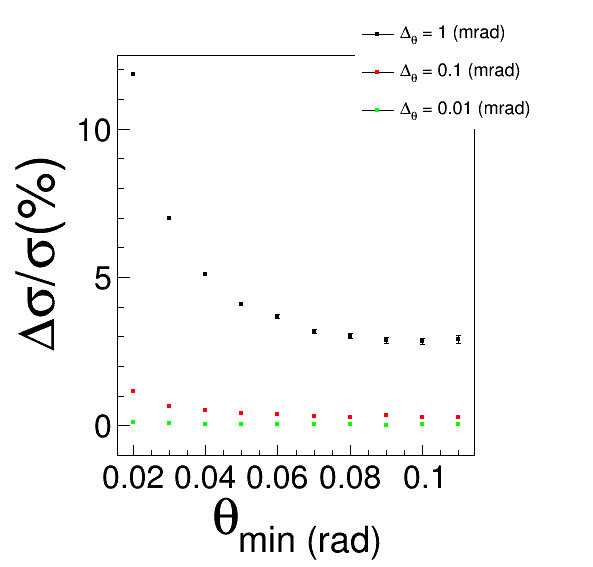 Δθ = 1 (mrad)
Δθ = 0.1 (mrad)
Δθ = 0.01 (mrad)
Δσ/σ(%)
10
5
0
0.02 0.04 0.06 0.08 0.1
θmin (rad)